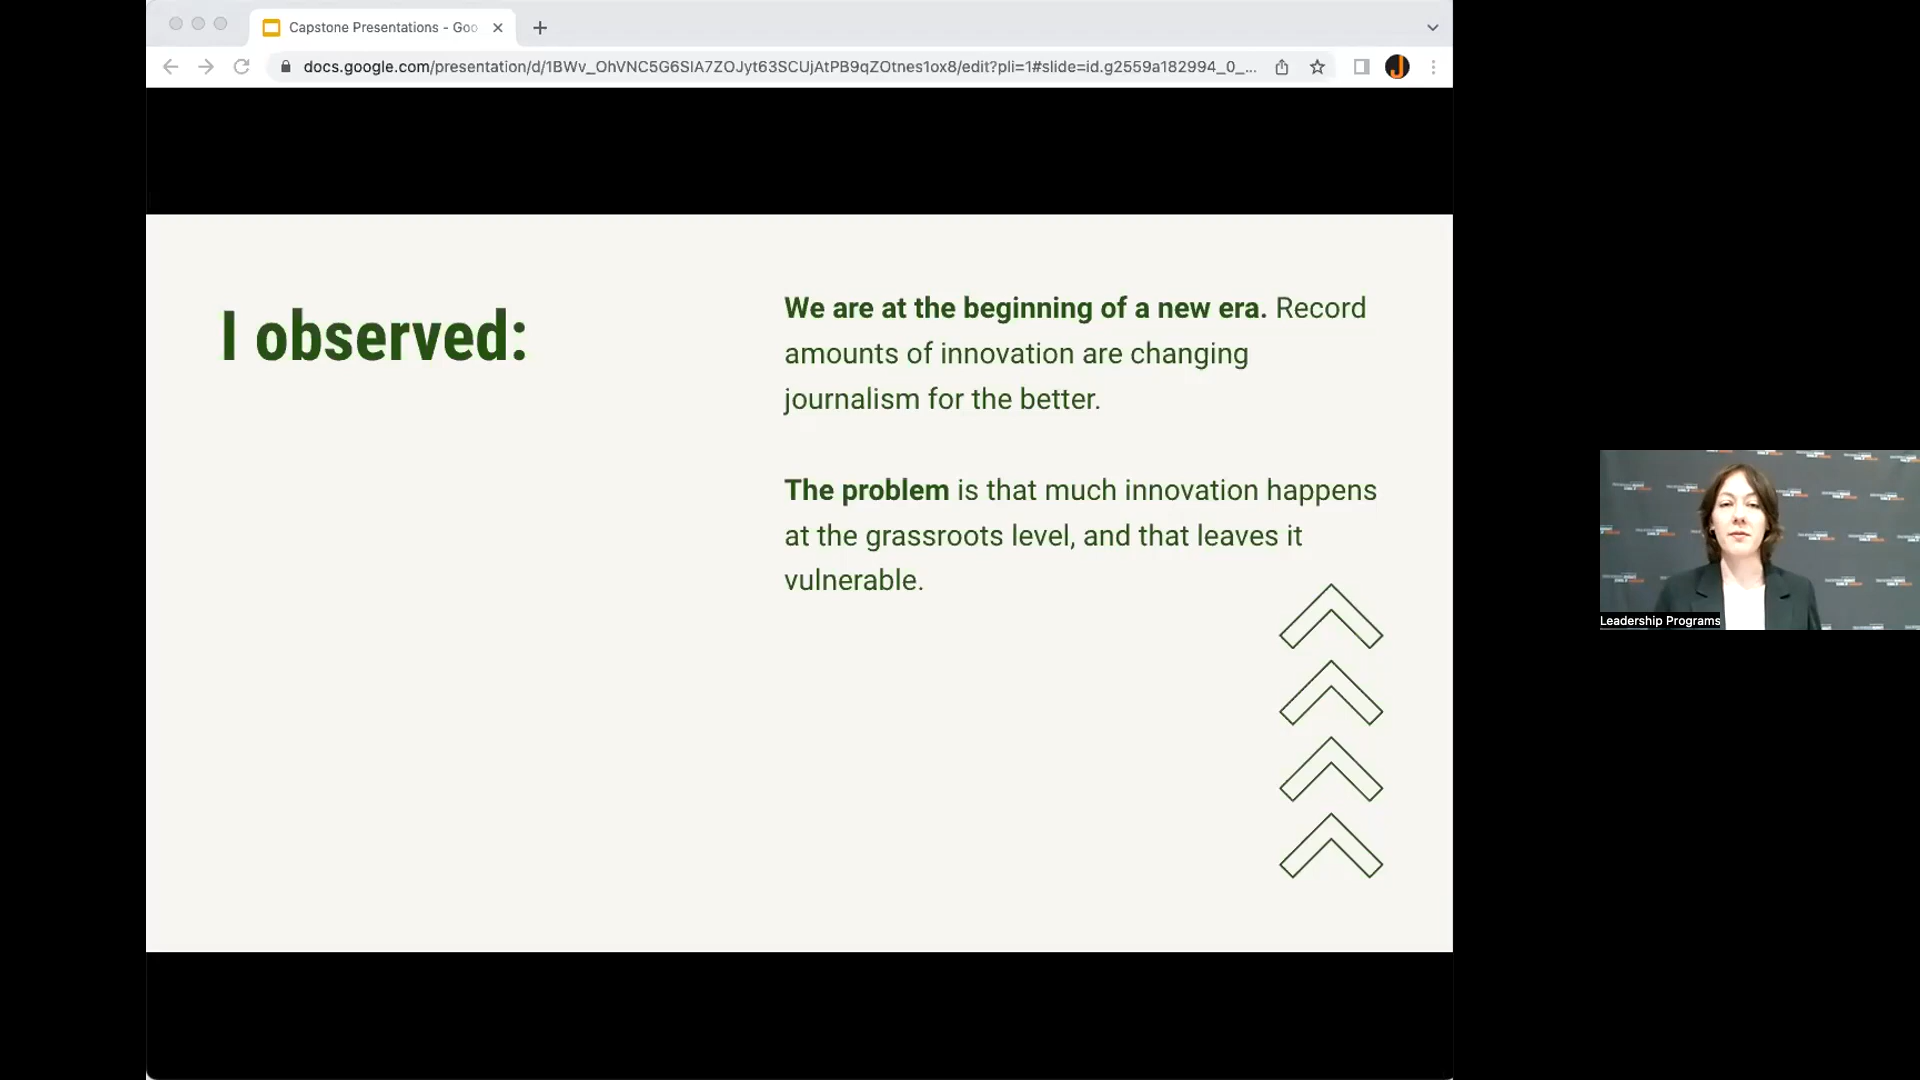 Capstone Presentations - Goo
docs.google.com/presentation/d/1BWv_OhVNC5G6SlA7ZOJyt63SCUjAtPB9qZOtnes1ox8/edit?pli=1#slide=id.g2559a182994_0_...
I observed:
We are at the beginning of a new era. Record
amounts of innovation are changing
journalism for the better.
The problem is that much innovation happens
at the grassroots level, and that leaves it
vulnerable.
Leadership Programs